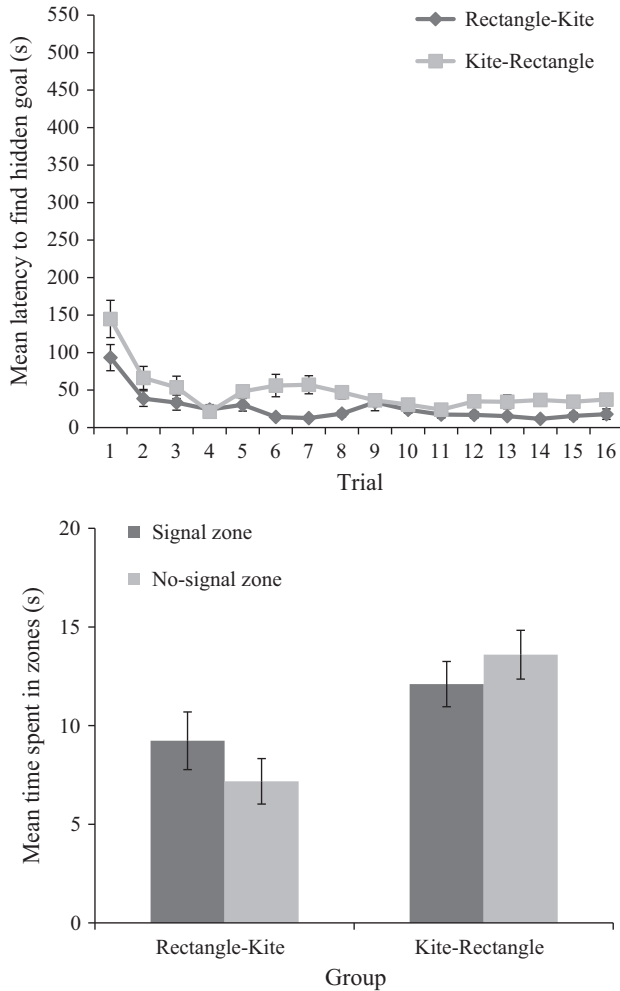 Mean latency to find hidden goal (s)
550
500
450
400
350
300
250
200
150
100
50
0
Rectangle-Kite
Kite-Rectangle
1 2 3 4 5 6 7 8 9 10 11 12 13 14 15 16
Trial
Mean time spent in zones (s)
20
15
10
5
0
Signal zone
No-signal zone
Rectangle-Kite Kite-Rectangle
Group